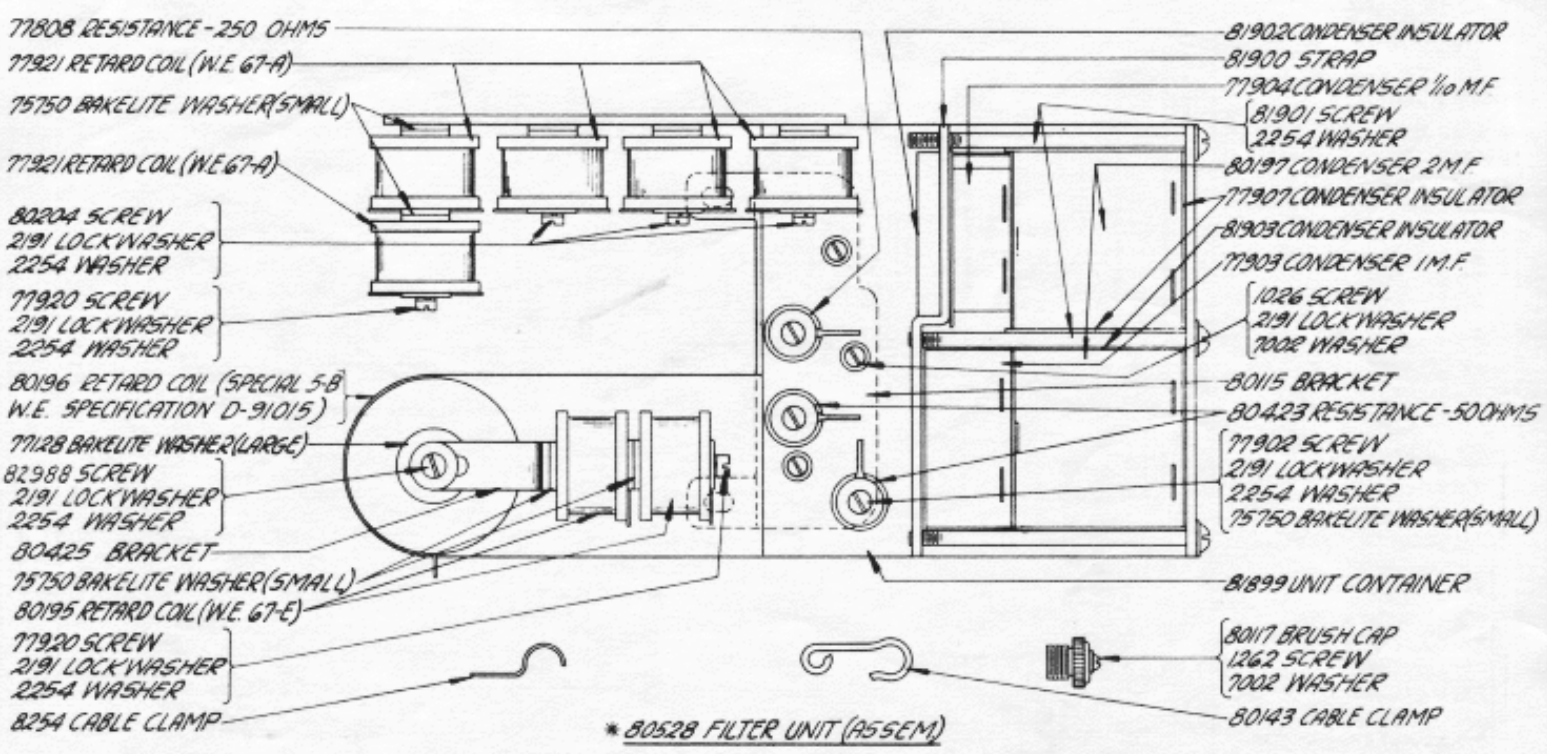 77808 RESISTANCE-250 OHMS
77921 RETARD COIL (W.E. 67-A)
75750 BAKELITE WASHER (SMALL)
77921 RETARD COIL (W.E. 67-A)
80204 SCREW
2191 LOCKWASHER
2254 WASHER
77920 SCREW
2191 LOCKWASHER
2254 WASHER
80196 RETARD COIL (SPECIAL 5-B
W.E. SPECIFICATION D-91015)
77128 BAKELITE WASHER (LARGE)
82988 SCREW
2191 LOCKWASHER
2254 WASHER
80425 BRACKET
75750 BAKELITE WASHER (SMALL)
80195 RETARD COIL (W.E. 67-E)
77920 SCREW
2191 LOCKWASHER
2254 WASHER
8254 CABLE CLAMP
81902 CONDENSER INSULATOR
81900 STRAP
77904 CONDENSER 1/10 M.F.
81901 SCREW
2254 WASHER
80197 CONDENSER 2 M.F.
77907 CONDENSER INSULATOR
81903 CONDENSER INSULATOR
77903 CONDENSER 1 M.F.
1026 SCREW
2191 LOCKWASHER
7002 WASHER
80115 BRACKET
80423 RESISTANCE-50 OHMS
77902 SCREW
2191 LOCKWASHER
2254 WASHER
75750 BAKELITE WASHER (SMALL)
81899 UNIT CONTAINER
80117 BRUSH CAP
1262 SCREW
7002 WASHER
80143 CABLE CLAMP
* 80528 FILTER UNIT (ASSEM)